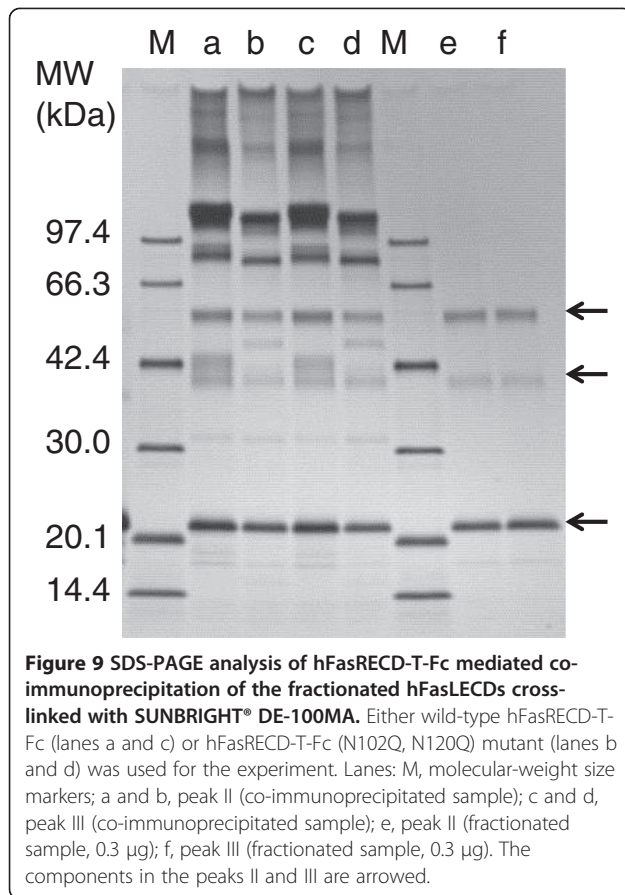 M a b c d M e f
MW
(kDa)
97.4
66.3
42.4
30.0
20.1
14.4
Figure 9 SDS-PAGE analysis of hFasRECD-T-Fc mediated co-
immunoprecipitation of the fractionated hFasLECDs cross-
linked with SUNBRIGHT® DE-100MA. Either wild-type hFasRECD-T-
Fc (lanes a and c) or hFasRECD-T-Fc (N102Q, N120Q) mutant (lanes b
and d) was used for the experiment. Lanes: M, molecular-weight size
markers; a and b, peak II (co-immunoprecipitated sample); c and d,
peak III (co-immunoprecipitated sample); e, peak II (fractionated
sample, 0.3 μg); f, peak III (fractionated sample, 0.3 μg). The
components in the peaks II and III are arrowed.